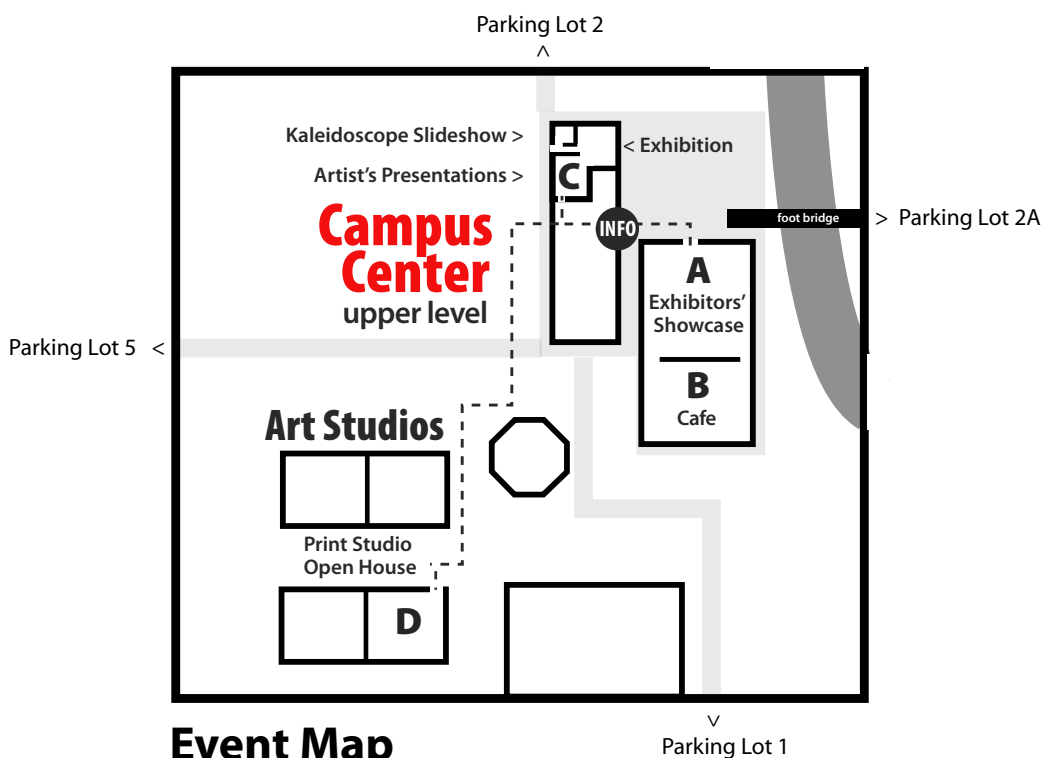 Parking Lot 2
^
Kaleidoscope Slideshow >
< Exhibition
Artist's Presentations >
C
Campus
Center
upper level
INFO
foot bridge
> Parking Lot 2A
A
Exhibitors'
Showcase
Parking Lot 5 <
B
Cafe
Art Studios
Print Studio
Open House
D
Event Map
v
Parking Lot 1